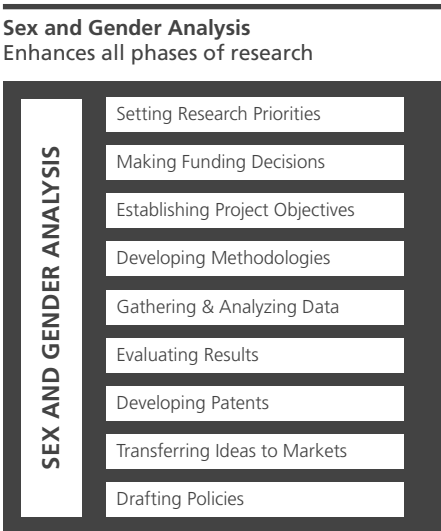 Sex and Gender Analysis
Enhances all phases of research
SEX AND GENDER ANALYSIS
Setting Research Priorities
Making Funding Decisions
Establishing Project Objectives
Developing Methodologies
Gathering & Analyzing Data
Evaluating Results
Developing Patents
Transferring Ideas to Markets
Drafting Policies